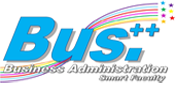 Bus.++
Business Administration
Smart Faculty